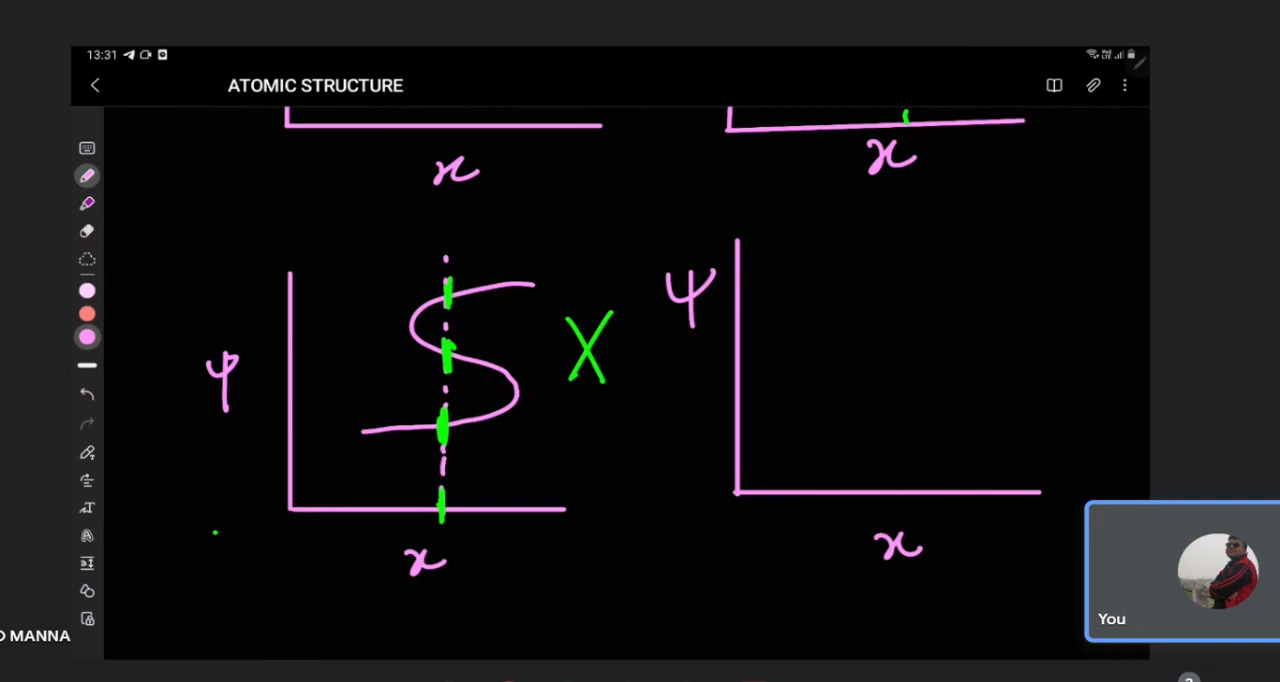 13:31
ATOMIC STRUCTURE
x
x
ψ
X
ψ
x
x
You
MANNA